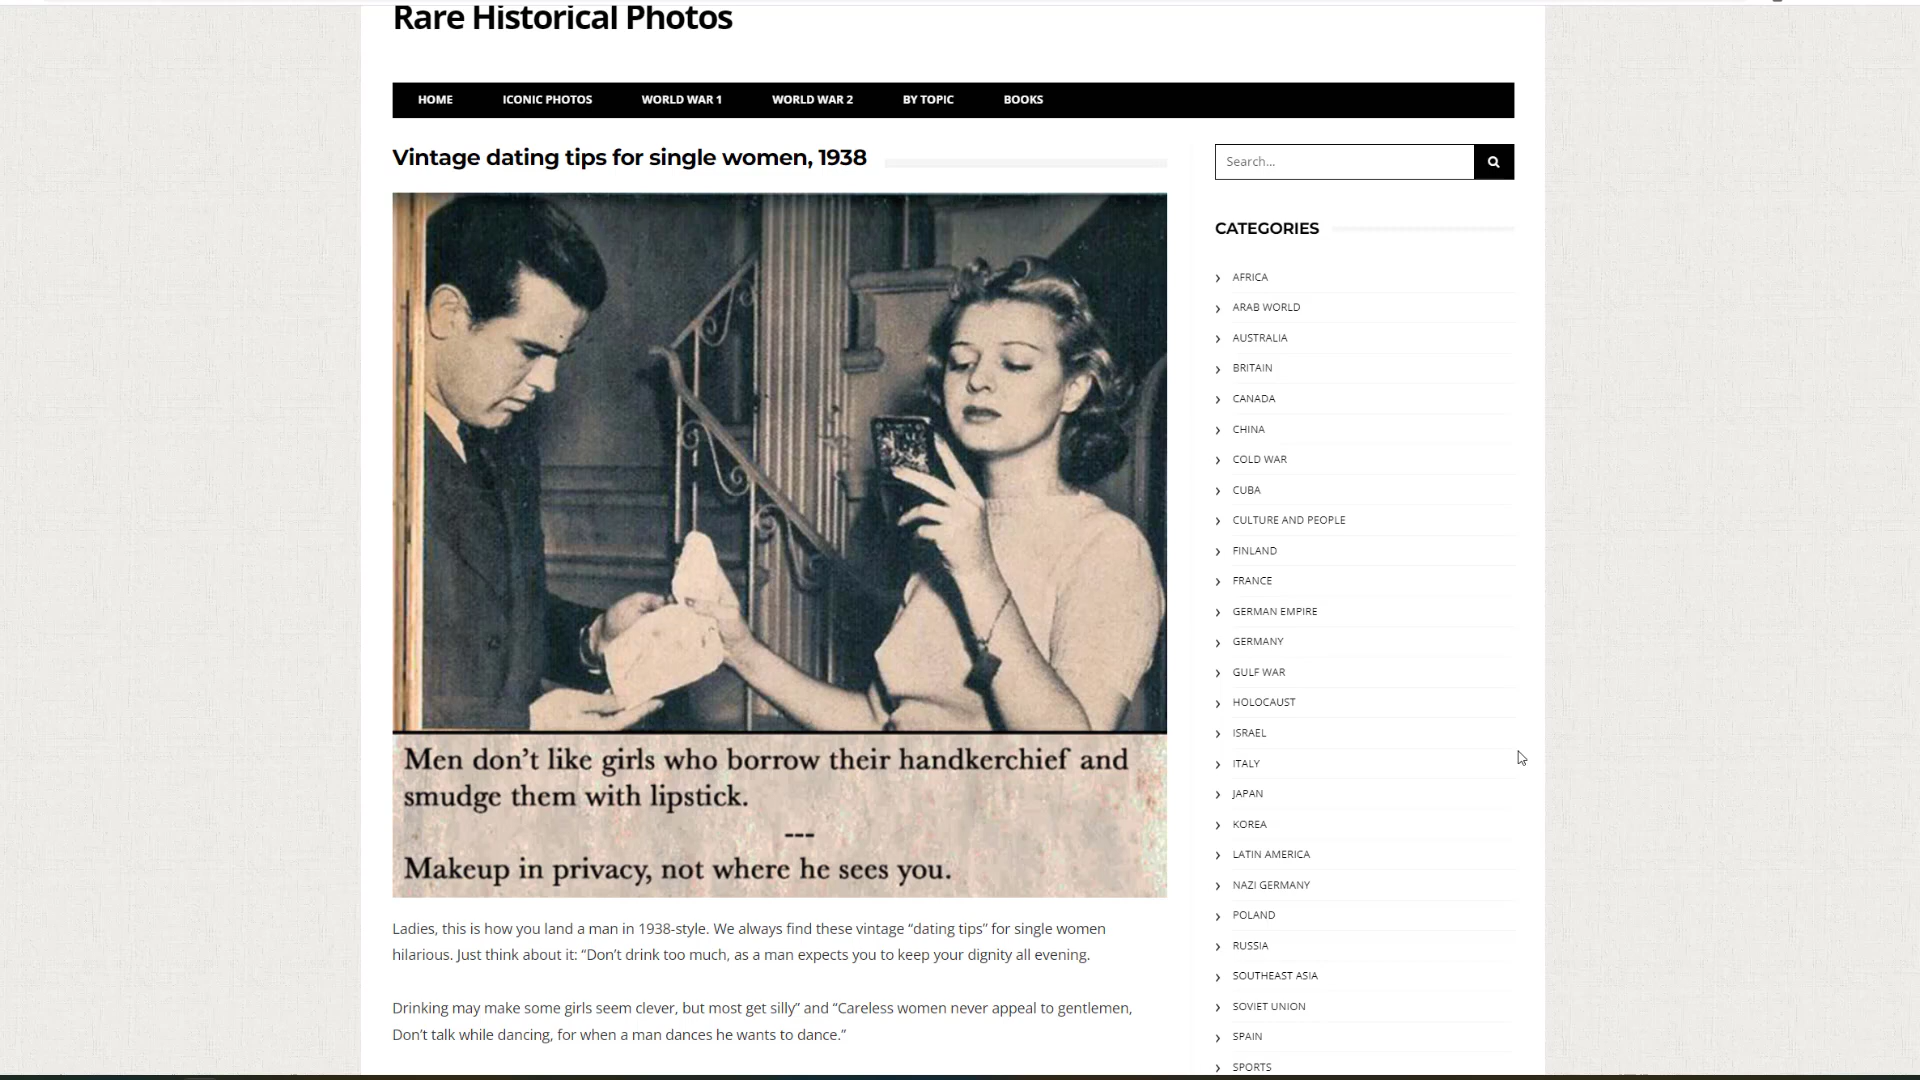 Rare Historical Photos
HOME ICONIC PHOTOS WORLD WAR 1 WORLD WAR 2 BY TOPIC BOOKS
Vintage dating tips for single women, 1938
Men don’t like girls who borrow their handkerchief and
smudge them with lipstick.
---
Makeup in privacy, not where he sees you.
Ladies, this is how you land a man in 1938-style. We always find these vintage “dating tips” for single women
hilarious. Just think about it: “Don’t drink too much, as a man expects you to keep your dignity all evening.
Drinking may make some girls seem clever, but most get silly” and “Careless women never appeal to gentlemen,
Don’t talk while dancing, for when a man dances he wants to dance.”
Search...
CATEGORIES
AFRICA
ARAB WORLD
AUSTRALIA
BRITAIN
CANADA
CHINA
COLD WAR
CUBA
CULTURE AND PEOPLE
FINLAND
FRANCE
GERMAN EMPIRE
GERMANY
GULF WAR
HOLOCAUST
ISRAEL
ITALY
JAPAN
KOREA
LATIN AMERICA
NAZI GERMANY
POLAND
RUSSIA
SOUTHEAST ASIA
SOVIET UNION
SPAIN
SPORTS